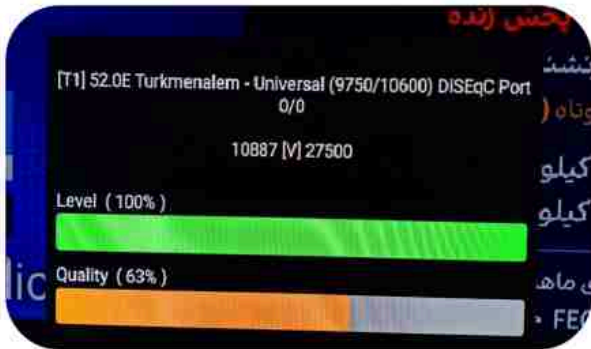 پخش زنده
[T1] 52.0E Turkmenalem - Universal (9750/10600) DiSEqC Port
0/0
10887 [V] 27500
Level ( 100% )
Quality ( 63% )
کیلو
کیلو
FEC